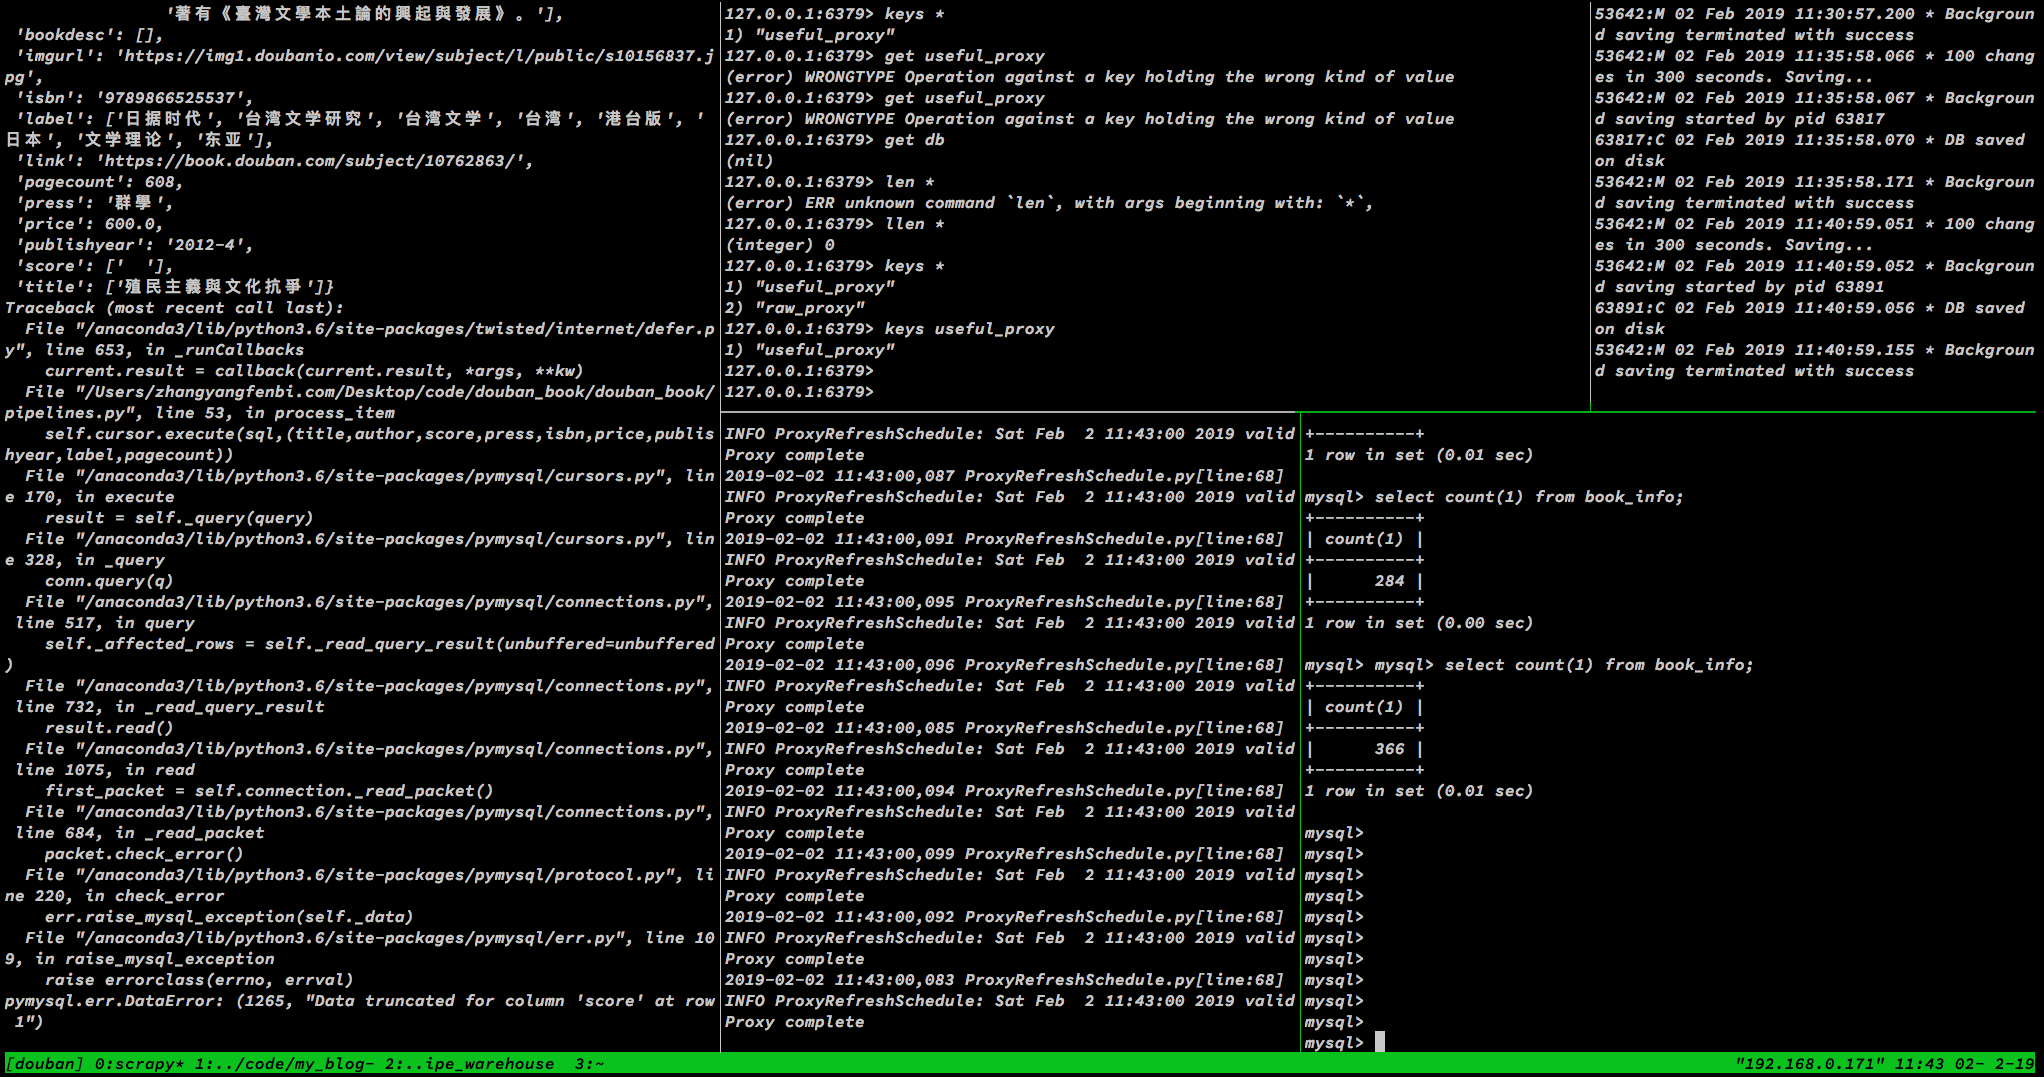 '著有《臺灣文學本土論的興起與發展》。'],
 'bookdesc': [],
 'imgurl': 'https://img1.doubanio.com/view/subject/l/public/s10156837.j
pg',
 'isbn': '9789866525537',
 'label': ['日据时代', '台湾文学研究', '台湾文学', '台湾', '港台版', '
日本', '文学理论', '东亚'],
 'link': 'https://book.douban.com/subject/10762863/',
 'pagecount': 608,
 'press': '群學',
 'price': 600.0,
 'publishyear': '2012-4',
 'score': ['  '],
 'title': ['殖民主義與文化抗爭']}
Traceback (most recent call last):
  File "/anaconda3/lib/python3.6/site-packages/twisted/internet/defer.p
y", line 653, in _runCallbacks
    current.result = callback(current.result, *args, **kw)
  File "/Users/zhangyangfenbi.com/Desktop/code/douban_book/douban_book/
pipelines.py", line 53, in process_item
    self.cursor.execute(sql,(title,author,score,press,isbn,price,publis
hyear,label,pagecount))
  File "/anaconda3/lib/python3.6/site-packages/pymysql/cursors.py", lin
e 170, in execute
    result = self._query(query)
  File "/anaconda3/lib/python3.6/site-packages/pymysql/cursors.py", lin
e 328, in _query
    conn.query(q)
  File "/anaconda3/lib/python3.6/site-packages/pymysql/connections.py",
 line 517, in query
    self._affected_rows = self._read_query_result(unbuffered=unbuffered
)
  File "/anaconda3/lib/python3.6/site-packages/pymysql/connections.py",
 line 732, in _read_query_result
    result.read()
  File "/anaconda3/lib/python3.6/site-packages/pymysql/connections.py",
 line 1075, in read
    first_packet = self.connection._read_packet()
  File "/anaconda3/lib/python3.6/site-packages/pymysql/connections.py",
 line 684, in _read_packet
    packet.check_error()
  File "/anaconda3/lib/python3.6/site-packages/pymysql/protocol.py", li
ne 220, in check_error
    err.raise_mysql_exception(self._data)
  File "/anaconda3/lib/python3.6/site-packages/pymysql/err.py", line 10
9, in raise_mysql_exception
    raise errorclass(errno, errval)
pymysql.err.DataError: (1265, "Data truncated for column 'score' at row
 1")
127.0.0.1:6379> keys *
1) "useful_proxy"
127.0.0.1:6379> get useful_proxy
(error) WRONGTYPE Operation against a key holding the wrong kind of value
127.0.0.1:6379> get useful_proxy
(error) WRONGTYPE Operation against a key holding the wrong kind of value
127.0.0.1:6379> get db
(nil)
127.0.0.1:6379> len *
(error) ERR unknown command `len`, with args beginning with: `*`,
127.0.0.1:6379> llen *
(integer) 0
127.0.0.1:6379> keys *
1) "useful_proxy"
2) "raw_proxy"
127.0.0.1:6379> keys useful_proxy
1) "useful_proxy"
127.0.0.1:6379>
127.0.0.1:6379>
53642:M 02 Feb 2019 11:30:57.200 * Backgroun
d saving terminated with success
53642:M 02 Feb 2019 11:35:58.066 * 100 chang
es in 300 seconds. Saving...
53642:M 02 Feb 2019 11:35:58.067 * Backgroun
d saving started by pid 63817
63817:C 02 Feb 2019 11:35:58.070 * DB saved
on disk
53642:M 02 Feb 2019 11:35:58.171 * Backgroun
d saving terminated with success
53642:M 02 Feb 2019 11:40:59.051 * 100 chang
es in 300 seconds. Saving...
53642:M 02 Feb 2019 11:40:59.052 * Backgroun
d saving started by pid 63891
63891:C 02 Feb 2019 11:40:59.056 * DB saved
on disk
53642:M 02 Feb 2019 11:40:59.155 * Backgroun
d saving terminated with success
INFO ProxyRefreshSchedule: Sat Feb  2 11:43:00 2019 valid
Proxy complete
2019-02-02 11:43:00,087 ProxyRefreshSchedule.py[line:68]
INFO ProxyRefreshSchedule: Sat Feb  2 11:43:00 2019 valid
Proxy complete
2019-02-02 11:43:00,091 ProxyRefreshSchedule.py[line:68]
INFO ProxyRefreshSchedule: Sat Feb  2 11:43:00 2019 valid
Proxy complete
2019-02-02 11:43:00,095 ProxyRefreshSchedule.py[line:68]
INFO ProxyRefreshSchedule: Sat Feb  2 11:43:00 2019 valid
Proxy complete
2019-02-02 11:43:00,096 ProxyRefreshSchedule.py[line:68]
INFO ProxyRefreshSchedule: Sat Feb  2 11:43:00 2019 valid
Proxy complete
2019-02-02 11:43:00,085 ProxyRefreshSchedule.py[line:68]
INFO ProxyRefreshSchedule: Sat Feb  2 11:43:00 2019 valid
Proxy complete
2019-02-02 11:43:00,094 ProxyRefreshSchedule.py[line:68]
INFO ProxyRefreshSchedule: Sat Feb  2 11:43:00 2019 valid
Proxy complete
2019-02-02 11:43:00,099 ProxyRefreshSchedule.py[line:68]
INFO ProxyRefreshSchedule: Sat Feb  2 11:43:00 2019 valid
Proxy complete
2019-02-02 11:43:00,092 ProxyRefreshSchedule.py[line:68]
INFO ProxyRefreshSchedule: Sat Feb  2 11:43:00 2019 valid
Proxy complete
2019-02-02 11:43:00,083 ProxyRefreshSchedule.py[line:68]
INFO ProxyRefreshSchedule: Sat Feb  2 11:43:00 2019 valid
Proxy complete
+----------+
1 row in set (0.01 sec)
mysql> select count(1) from book_info;
+----------+
| count(1) |
+----------+
|      284 |
+----------+
1 row in set (0.00 sec)
mysql> mysql> select count(1) from book_info;
+----------+
| count(1) |
+----------+
|      366 |
+----------+
1 row in set (0.01 sec)
mysql>
mysql>
mysql>
mysql>
mysql>
mysql>
mysql>
mysql>
mysql>
mysql>
mysql>
[douban] 0:scrapy* 1:../code/my_blog- 2:..ipe_warehouse  3:~
"192.168.0.171" 11:43 02- 2-19